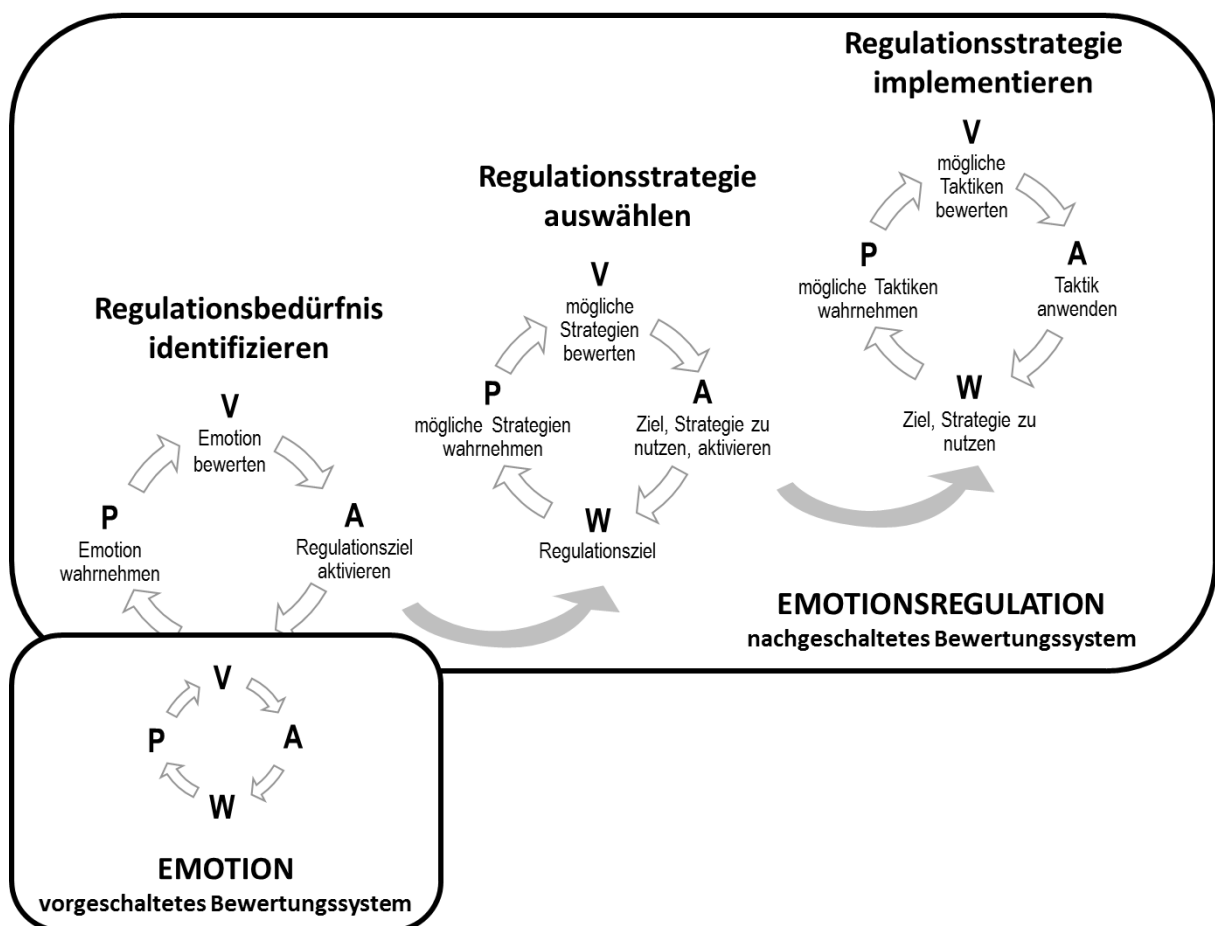 Regulationsbedürfnis
identifizieren
V
Emotion
bewerten
P
Emotion
wahrnehmen
A
Regulationsziel
aktivieren
Regulationsstrategie
auswählen
V
mögliche
Strategien
bewerten
P
mögliche Strategien
wahrnehmen
A
Ziel, Strategie zu
nutzen, aktivieren
W
Regulationsziel
Regulationsstrategie
implementieren
V
mögliche
Taktiken
bewerten
P
mögliche Taktiken
wahrnehmen
A
Taktik
anwenden
W
Ziel, Strategie zu
nutzen
EMOTIONSREGULATION
nachgeschaltetes Bewertungssystem
V
P
A
W
EMOTION
vorgeschaltetes Bewertungssystem